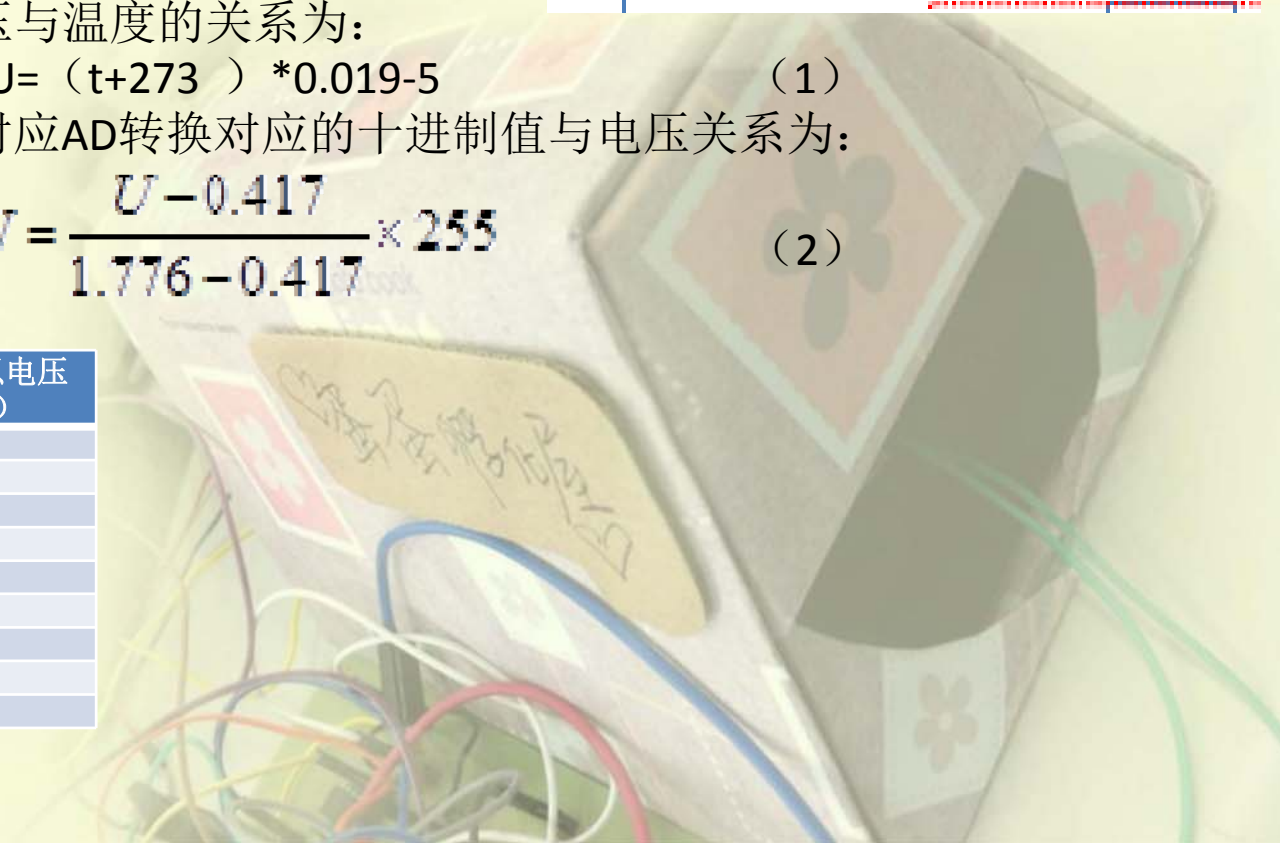 压与温度的关系为：
U=（t+273 ）*0.019-5 （1）
对应AD转换对应的十进制值与电压关系为：
= U-0.417 / 1.776-0.417 × 255 （2）
电压
）